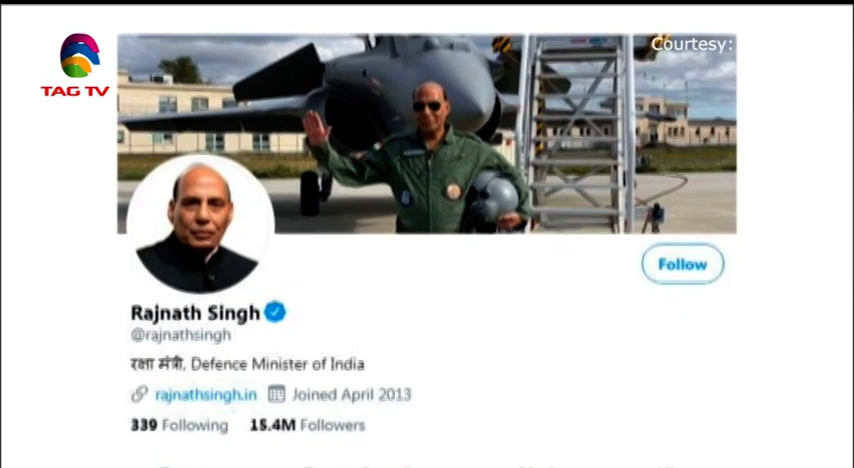 Courtesy:
TAG TV
Follow
Rajnath Singh
@rajnathsingh
रक्षा मंत्री, Defence Minister of India
rajnathsingh.in Joined April 2013
339 Following 15.4M Followers